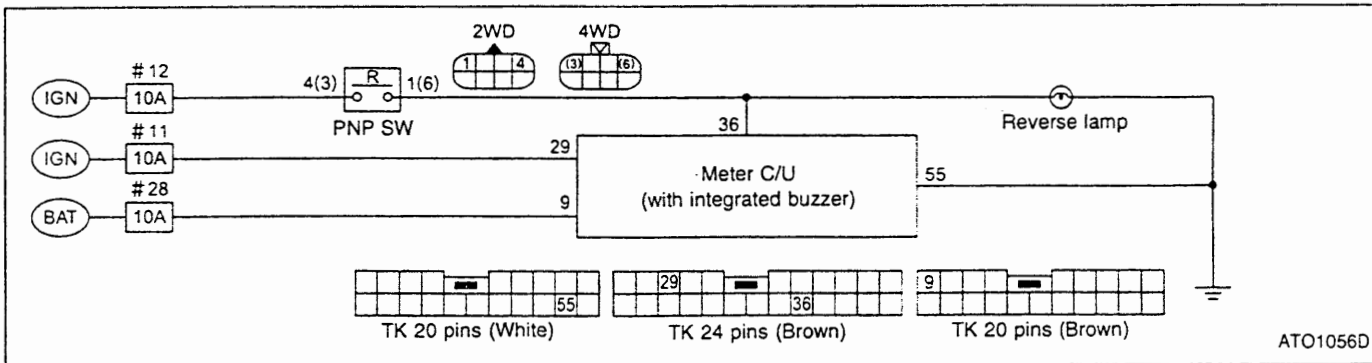 2WD 4WD
1 4 (3) (6)
# 12
IGN 10A 4(3) R 1(6)
PNP SW
Reverse lamp
# 11
IGN 10A 29 36
# 28
BAT 10A 9
Meter C/U
(with integrated buzzer)
55
55
TK 20 pins (White)
29
36
TK 24 pins (Brown)
9
TK 20 pins (Brown)
ATO1056D